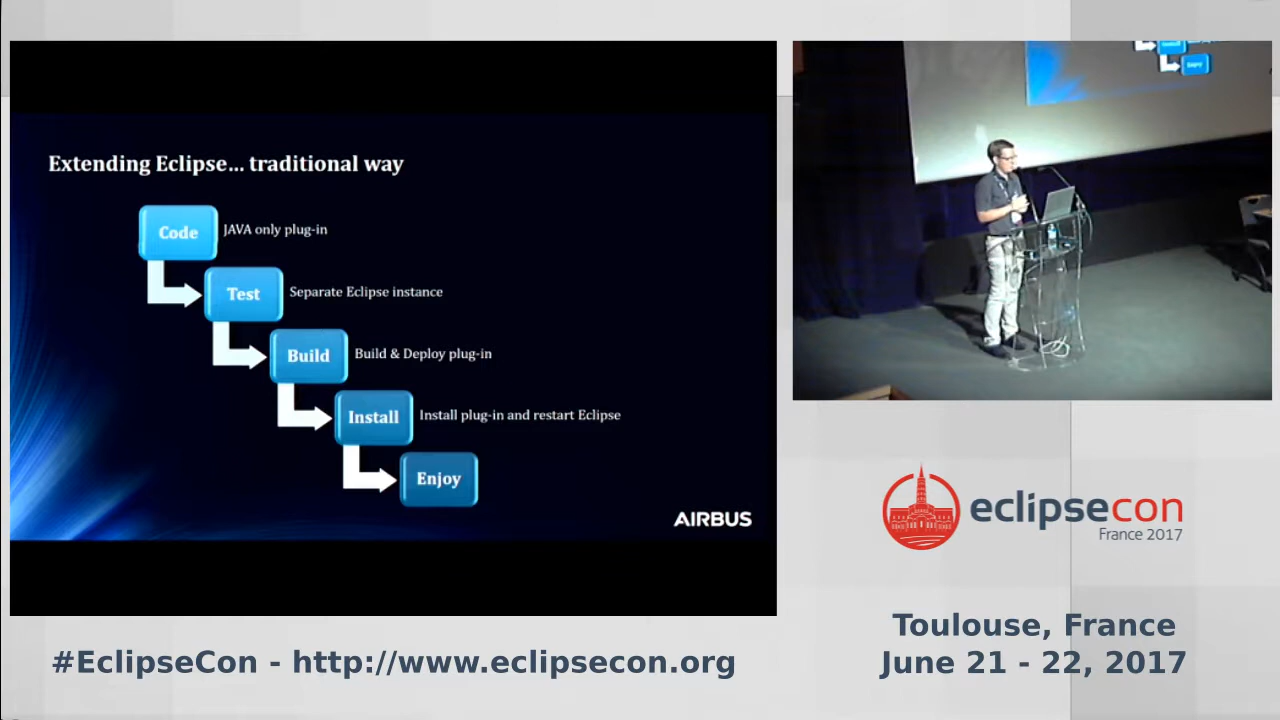 Extending Eclipse... traditional way
Code
JAVA only plug-in
Test
Separate Eclipse instance
Build
Build & Deploy plug-in
Install
Install plug-in and restart Eclipse
Enjoy
AIRBUS
eclipsecon
France 2017
Toulouse, France
June 21 - 22, 2017
#EclipseCon - http://www.eclipsecon.org